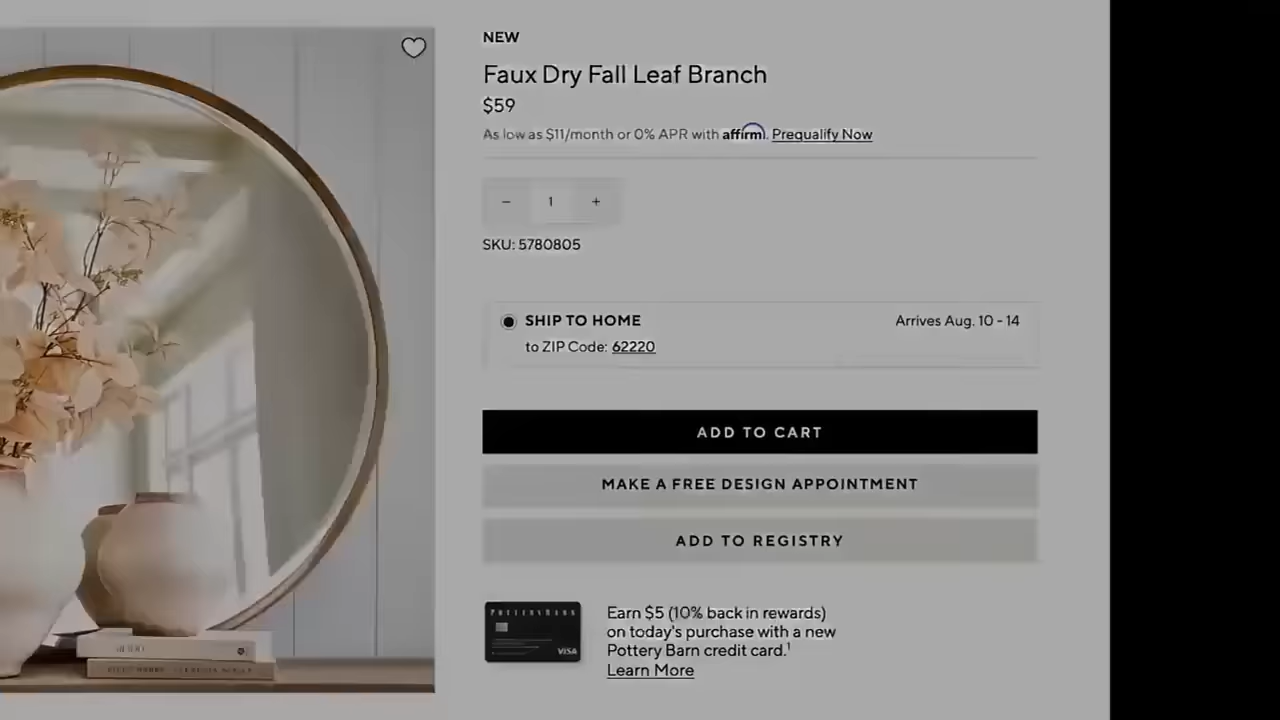 NEW
Faux Dry Fall Leaf Branch
$59
As low as $11/month or 0% APR with affirm. Prequalify Now
− 1 +
SKU: 5780805
SHIP TO HOME
Arrives Aug. 10 - 14
to ZIP Code: 62220
ADD TO CART
MAKE A FREE DESIGN APPOINTMENT
ADD TO REGISTRY
POTTERY BARN
VISA
Earn $5 (10% back in rewards)
on today's purchase with a new
Pottery Barn credit card.¹
Learn More